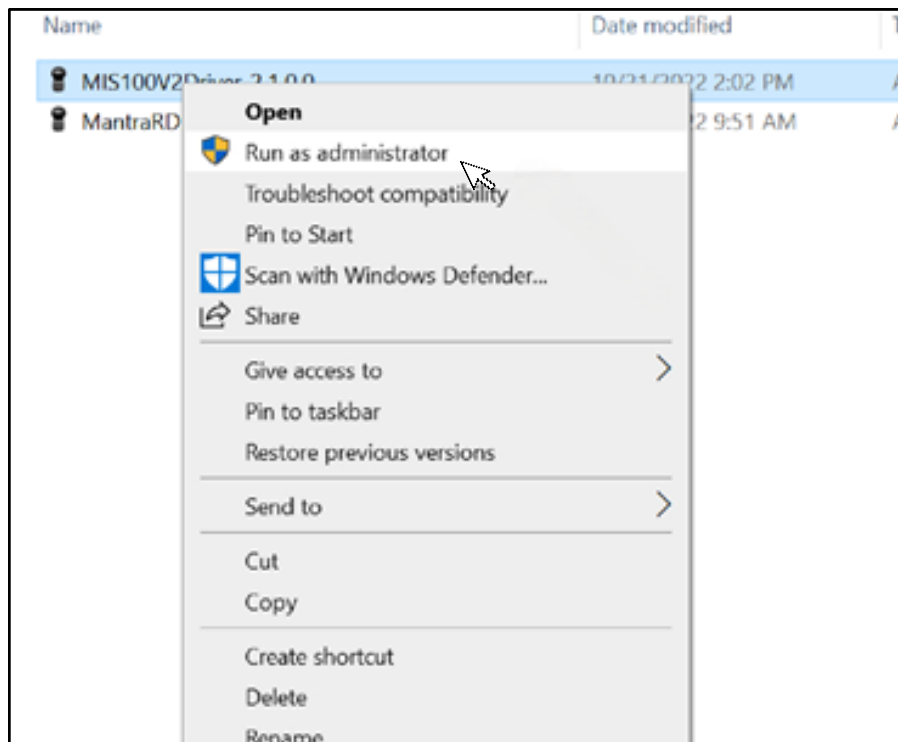 Name Date modified
MIS100V2Driver_2.1.0.0 10/21/2022 2:02 PM
Open
MantraRD 22 9:51 AM
Run as administrator
Troubleshoot compatibility
Pin to Start
Scan with Windows Defender...
Share
Give access to
Pin to taskbar
Restore previous versions
Send to
Cut
Copy
Create shortcut
Delete
Rename